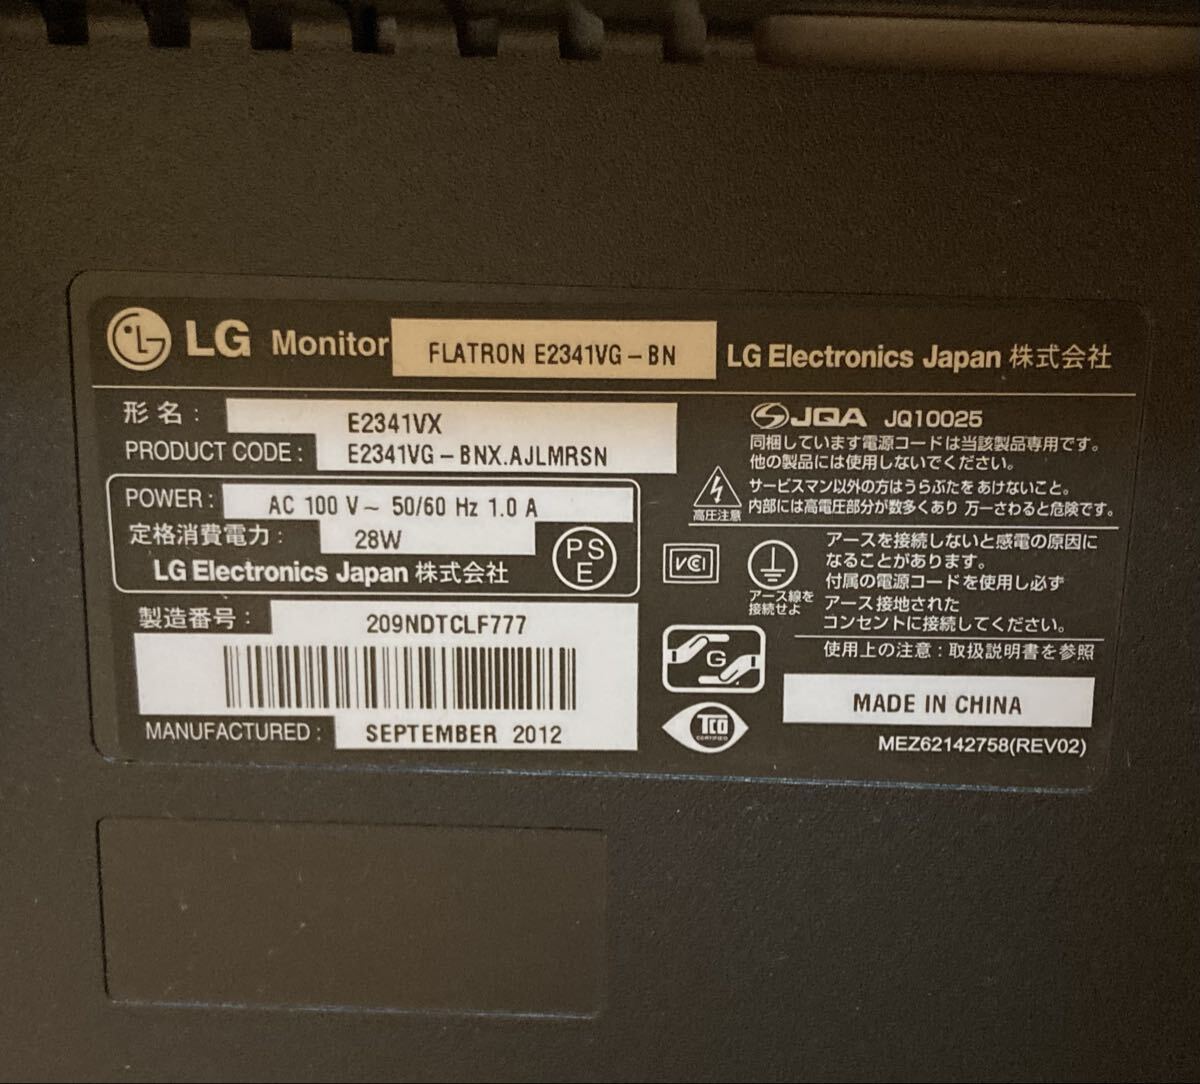 LG Monitor FLATRON E2341VG-BN LG Electronics Japan 株式会社
形名: E2341VX
PRODUCT CODE: E2341VG-BNX.AJLMRSN
POWER: AC 100 V~ 50/60 Hz 1.0 A
定格消費電力: 28W
LG Electronics Japan 株式会社
PS
E
製造番号: 209NDTCLF777
MANUFACTURED: SEPTEMBER 2012
JQA JQ10025
同梱しています電源コードは当該製品専用です。
他の製品には使用しないでください。
高圧注意
サービスマン以外の方はうらぶたを あけないこと。
内部には高電圧部分が数多くあり 万一さわると危険です。
VCCI
アース線を
接続せよ
アースを接続しないと感電の原因に
なることがあります。
付属の電源コードを使用し必ず
アース接地された
コンセントに接続してください。
使用上の注意:取扱説明書を参照
G
TCO
CERTIFIED
MADE IN CHINA
MEZ62142758(REV02)